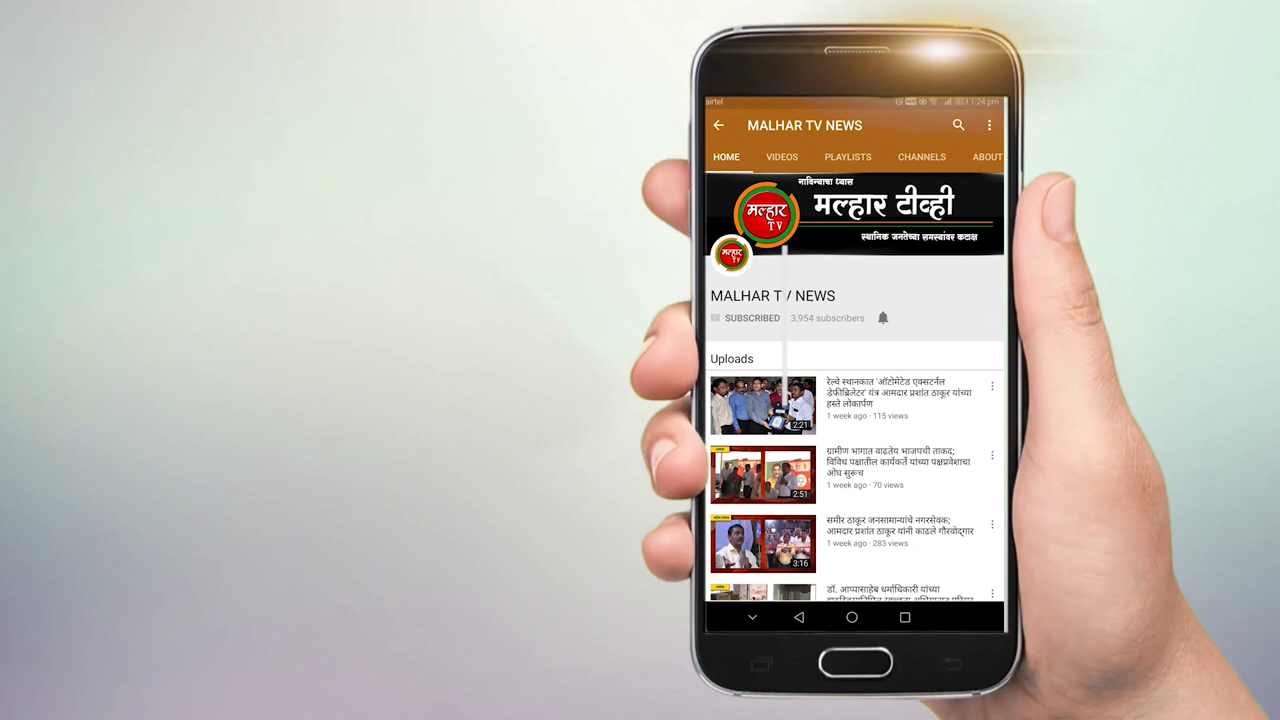 airtel 1:24 pm
MALHAR TV NEWS
HOME VIDEOS PLAYLISTS CHANNELS ABOUT
नाविन्याचा ध्यास
मल्हार टीव्ही
मल्हार
TV
स्थानिक जनतेच्या समस्यांवर कटाक्ष
मल्हार
TV
MALHAR TV NEWS
SUBSCRIBED 3,954 subscribers
Uploads
रेल्वे स्थानकात 'ऑटोमेटेड एक्सटर्नल
डेफीब्रिलेटर' यंत्र आमदार प्रशांत ठाकूर यांच्या
हस्ते लोकार्पण
1 week ago · 115 views
2:21
ग्रामीण भागात वाढतेय भाजपची ताकद;
विविध पक्षातील कार्यकर्ते यांच्या पक्षप्रवेशाचा
ओघ सुरूच
1 week ago · 70 views
2:51
समीर ठाकूर जनसामान्यांचे नगरसेवक;
आमदार प्रशांत ठाकूर यांनी काढले गौरवोद्गार
1 week ago · 283 views
3:16
डॉ. आप्पासाहेब धर्माधिकारी यांच्या